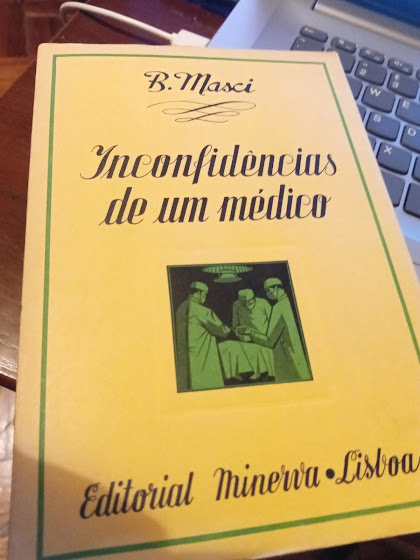 B. Masci
Inconfidências
de um médico
Editorial Minerva • Lisboa